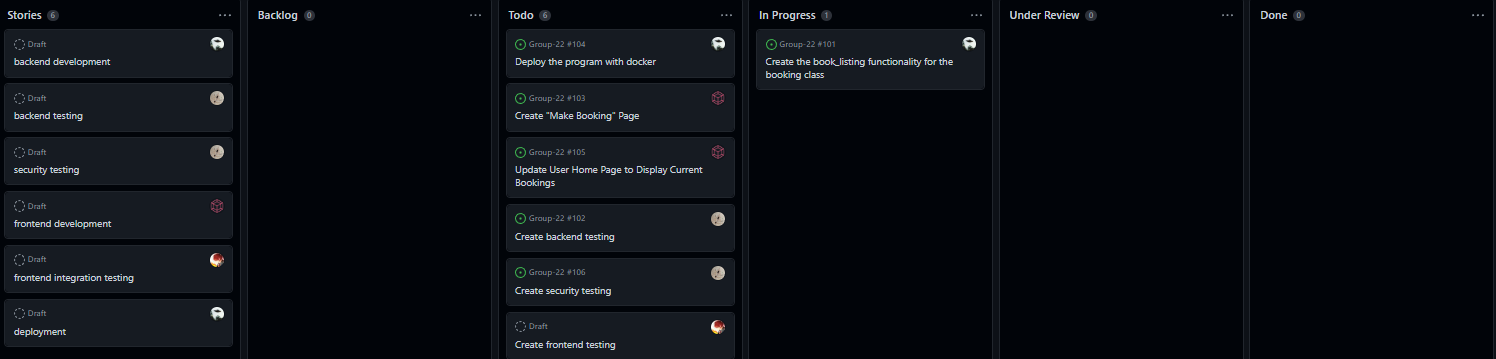 Stories 6
Draft
backend development
Draft
backend testing
Draft
security testing
Draft
frontend development
Draft
frontend integration testing
Draft
deployment
Backlog 0
Todo 6
Group-22 #104
Deploy the program with docker
Group-22 #103
Create "Make Booking" Page
Group-22 #105
Update User Home Page to Display Current
Bookings
Group-22 #102
Create backend testing
Group-22 #106
Create security testing
Draft
Create frontend testing
In Progress 1
Group-22 #101
Create the book_listing functionality for the
booking class
Under Review 0
Done 0